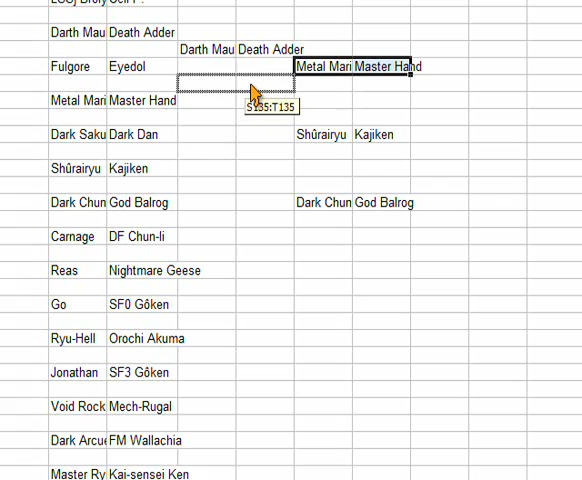 Darth Mau Death Adder
Darth Mau Death Adder
Fulgore Eyedol Metal Mari Master Hand
S135:T135
Metal Mari Master Hand
Dark Saku Dark Dan Shûrairyu Kajiken
Shûrairyu Kajiken
Dark Chun God Balrog Dark Chun God Balrog
Carnage DF Chun-li
Reas Nightmare Geese
Go SF0 Gôken
Ryu-Hell Orochi Akuma
Jonathan SF3 Gôken
Void Rock Mech-Rugal
Dark Arcue FM Wallachia
Master Ry Kai-sensei Ken